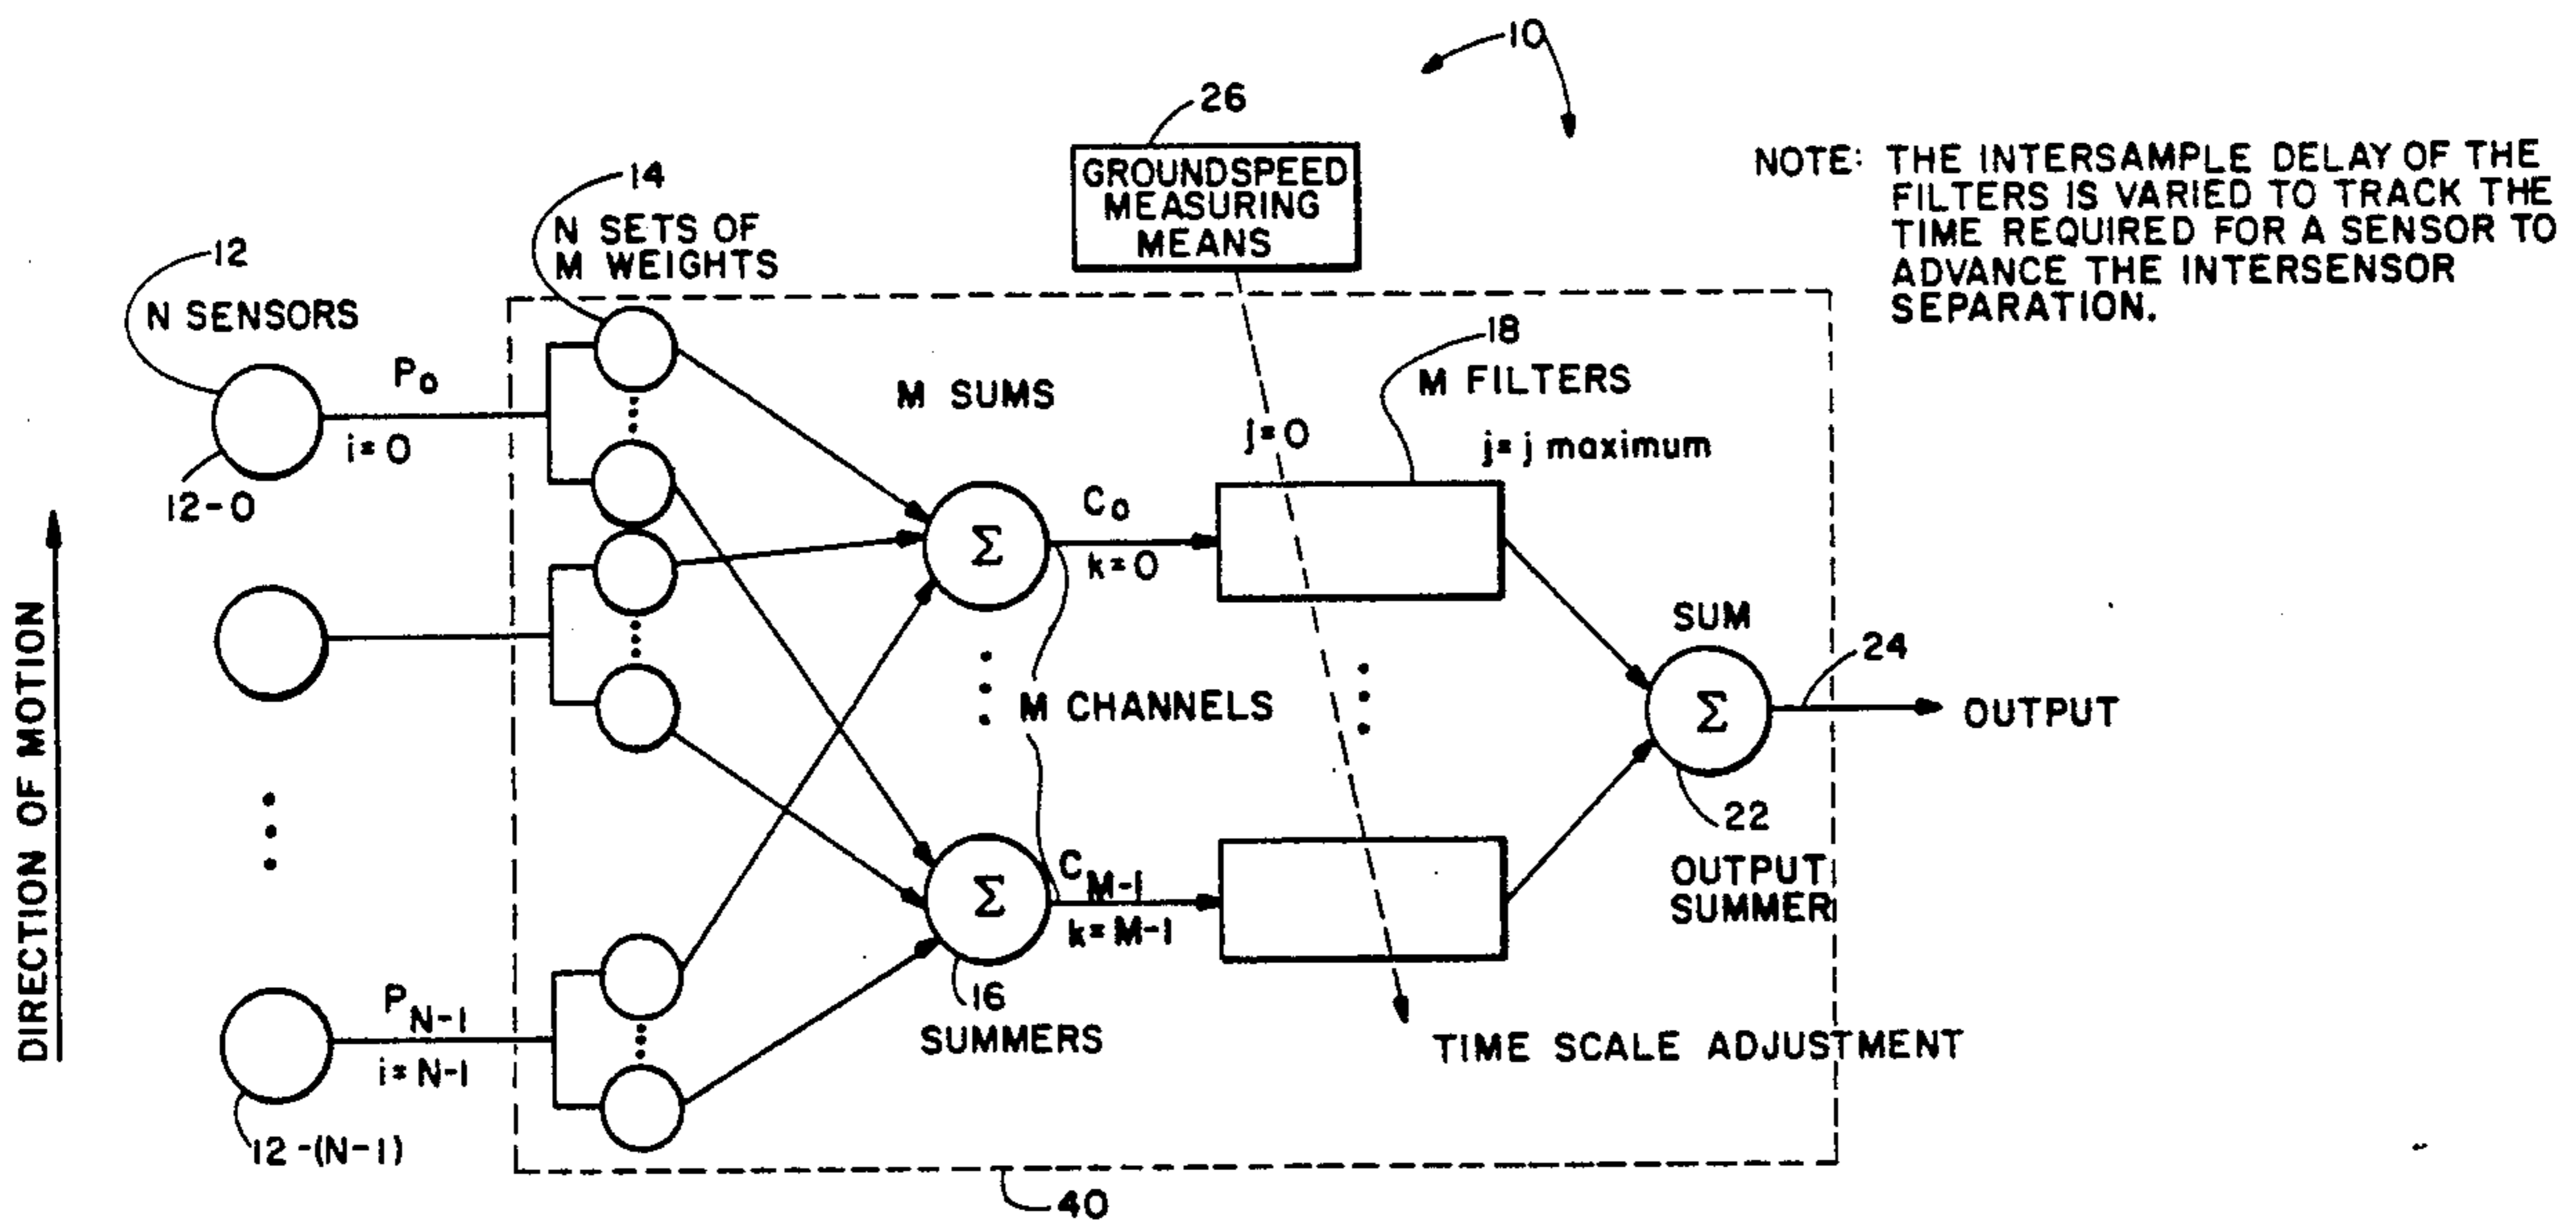 10
26
GROUNDSPEED
MEASURING
MEANS
NOTE: THE INTERSAMPLE DELAY OF THE
FILTERS IS VARIED TO TRACK THE
TIME REQUIRED FOR A SENSOR TO
ADVANCE THE INTERSENSOR
SEPARATION.
14
N SETS OF
M WEIGHTS
12
N SENSORS
P0
i=0
12-0
M SUMS
18
M FILTERS
j=0
j=j maximum
Σ
C0
k=0
DIRECTION OF MOTION
M CHANNELS
SUM
Σ
24
OUTPUT
22
OUTPUT
SUMMER
Σ
CM-1
k=M-1
16
SUMMERS
PN-1
i=N-1
12-(N-1)
TIME SCALE ADJUSTMENT
40